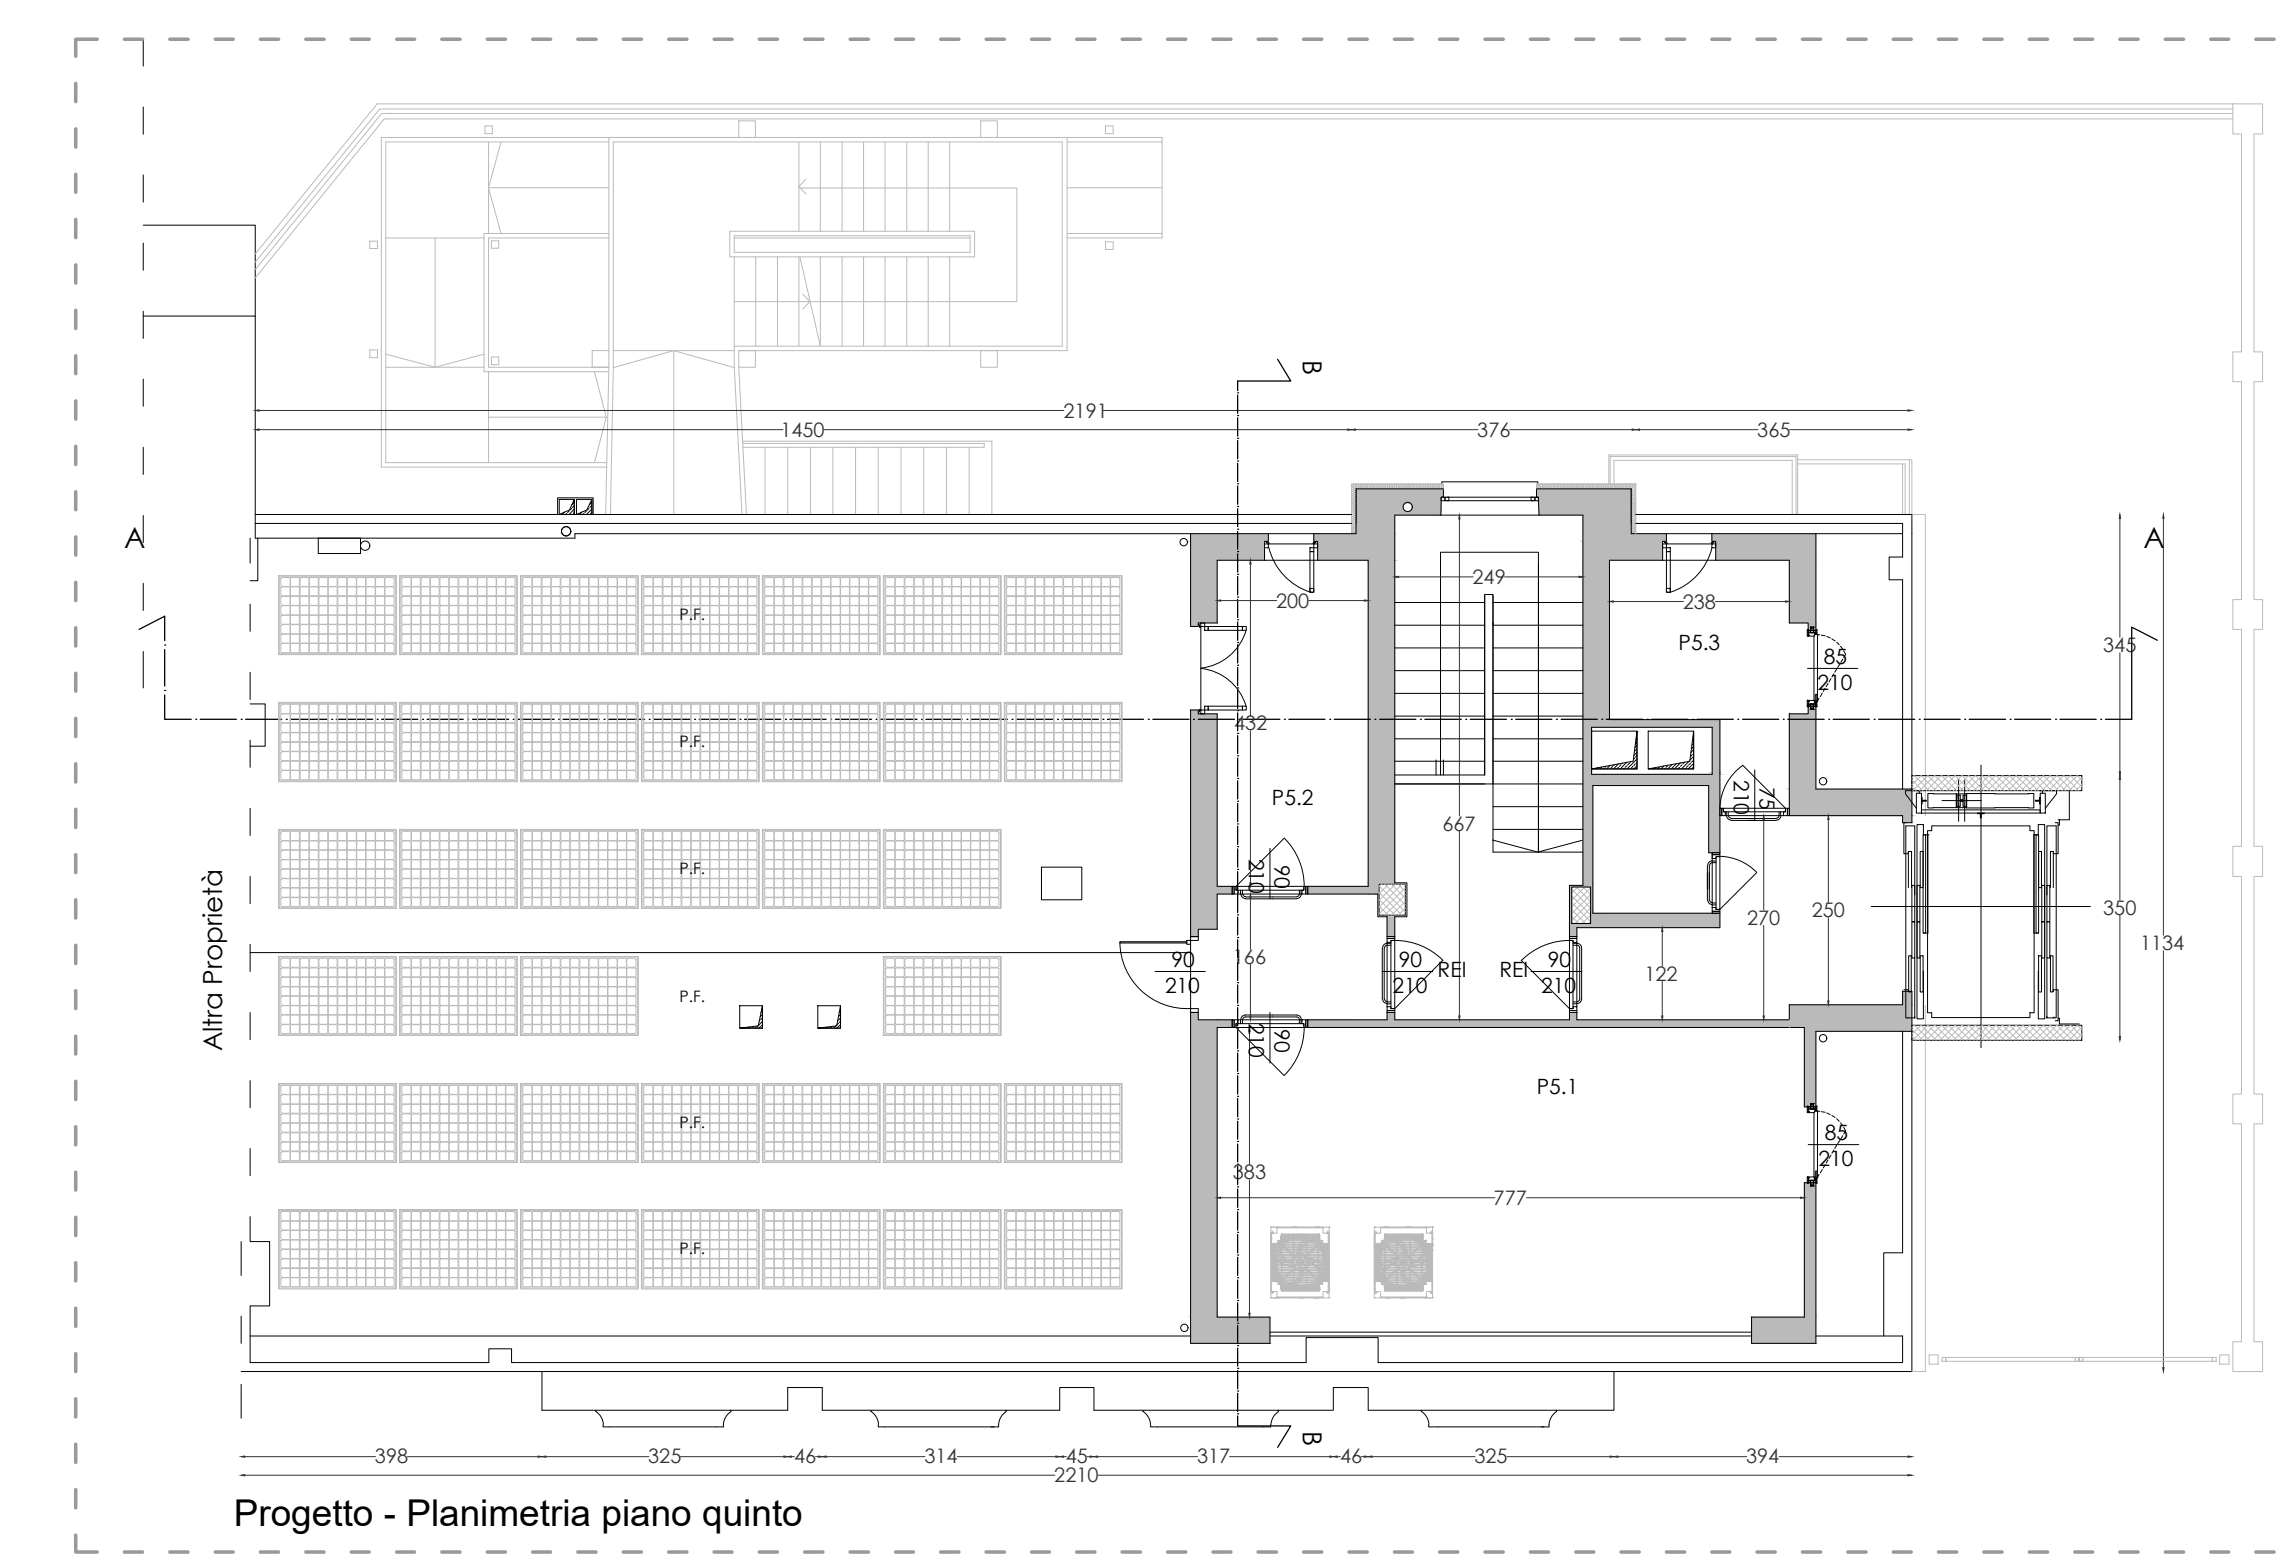 B
2191
1450
376
365
A
A
249
200
238
P.F.
P5.3
345
85
210
P.F.
432
P5.2
75
210
667
P.F.
90
210
270
250
350
1134
Altra Proprietà
166
90
210
90
210
REI
REI
90
210
122
P.F.
90
210
P5.1
P.F.
85
210
383
777
P.F.
B
398
325
46
314
45
317
46
325
394
2210
Progetto - Planimetria piano quinto